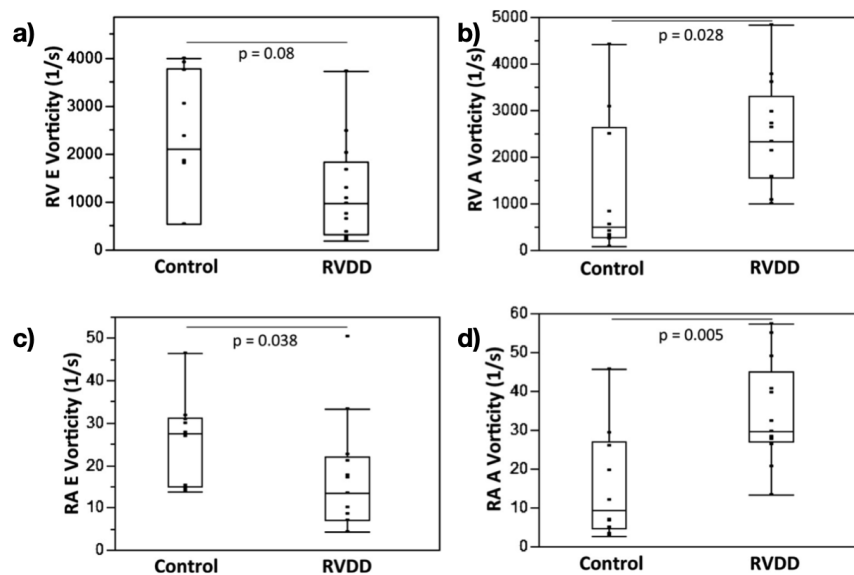 a)
RV E Vorticity (1/s)
4000
3000
2000
1000
0
p = 0.08
Control
RVDD
b)
RV A Vorticity (1/s)
5000
4000
3000
2000
1000
0
p = 0.028
Control
RVDD
c)
RA E Vorticity (1/s)
50
40
30
20
10
0
p = 0.038
Control
RVDD
d)
RA A Vorticity (1/s)
60
50
40
30
20
10
0
p = 0.005
Control
RVDD